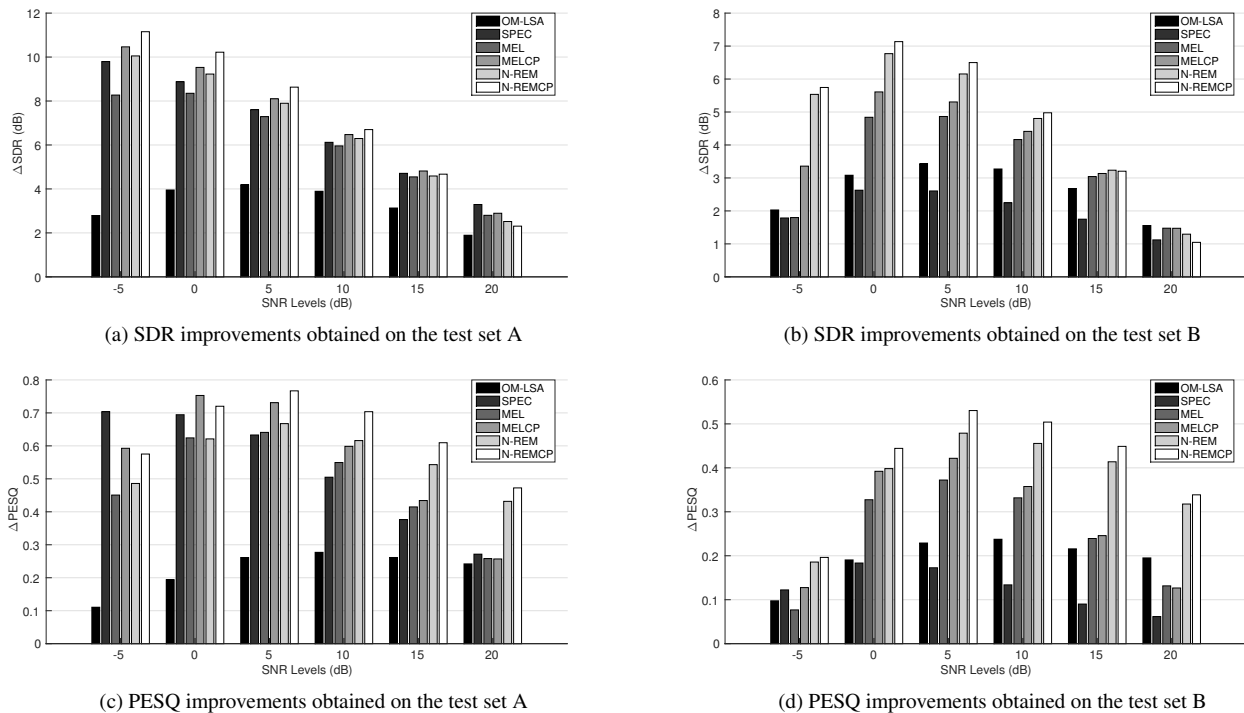 12
10
8
6
4
2
0
Δ SDR (dB)
OM-LSA
SPEC
MEL
MELCP
N-REM
N-REMCP
-5 0 5 10 15 20
SNR Levels (dB)
(a) SDR improvements obtained on the test set A
8
7
6
5
4
3
2
1
0
Δ SDR (dB)
OM-LSA
SPEC
MEL
MELCP
N-REM
N-REMCP
-5 0 5 10 15 20
SNR Levels (dB)
(b) SDR improvements obtained on the test set B
0.8
0.7
0.6
0.5
0.4
0.3
0.2
0.1
0
Δ PESQ
OM-LSA
SPEC
MEL
MELCP
N-REM
N-REMCP
-5 0 5 10 15 20
SNR Levels (dB)
(c) PESQ improvements obtained on the test set A
0.6
0.5
0.4
0.3
0.2
0.1
0
Δ PESQ
OM-LSA
SPEC
MEL
MELCP
N-REM
N-REMCP
-5 0 5 10 15 20
SNR Levels (dB)
(d) PESQ improvements obtained on the test set B